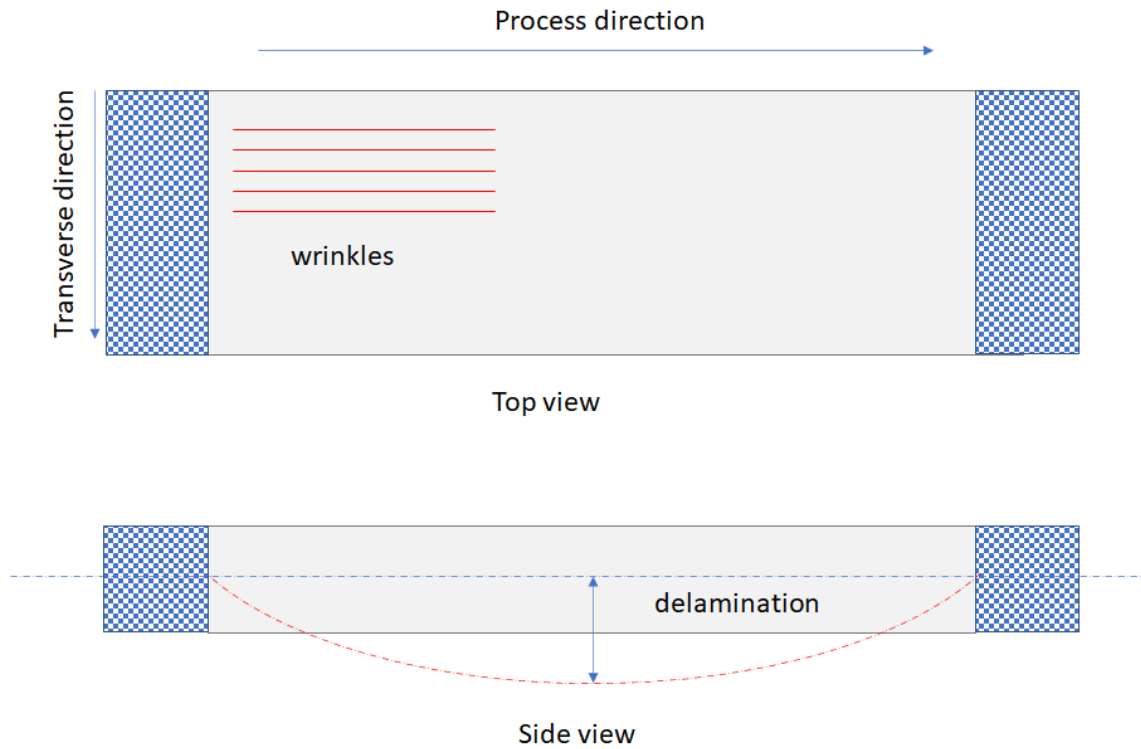 Process direction
Transverse direction
wrinkles
Top view
delamination
Side view